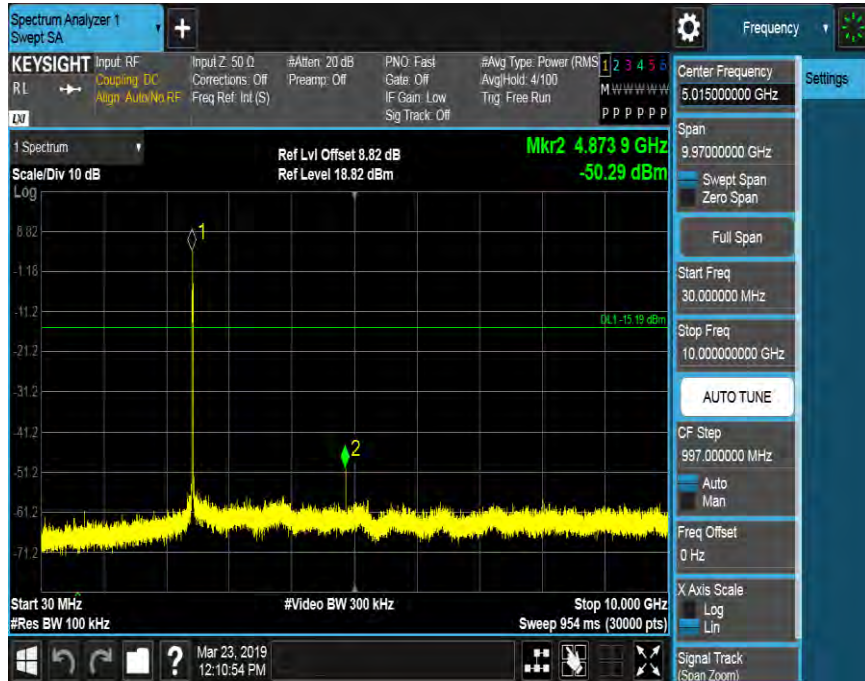 Spectrum Analyzer 1
Swept SA
+
Frequency
KEYSIGHT
RL
LXI
Input: RF
Coupling: DC
Align: Auto/No RF
Input Z: 50 Ω
Corrections: Off
Freq Ref: Int (S)
#Atten: 20 dB
Preamp: Off
PNO: Fast
Gate: Off
IF Gain: Low
Sig Track: Off
#Avg Type: Power (RMS
Avg|Hold: 4/100
Trig: Free Run
1 2 3 4 5 6
M W W W W W
P P P P P P
Center Frequency
5.015000000 GHz
Settings
1 Spectrum
Scale/Div 10 dB
Log
Ref Lvl Offset 8.82 dB
Ref Level 18.82 dBm
Mkr2 4.873 9 GHz
-50.29 dBm
Span
9.97000000 GHz
Swept Span
Zero Span
Full Span
Start Freq
30.000000 MHz
Stop Freq
10.000000000 GHz
AUTO TUNE
CF Step
997.000000 MHz
Auto
Man
Freq Offset
0 Hz
X Axis Scale
Log
Lin
Signal Track
(Span Zoom)
8.82
-1.18
-11.2
-21.2
-31.2
-41.2
-51.2
-61.2
-71.2
1
DL1 -15.19 dBm
2
Start 30 MHz
#Res BW 100 kHz
#Video BW 300 kHz
Stop 10.000 GHz
Sweep 954 ms (30000 pts)
?
Mar 23, 2019
12:10:54 PM